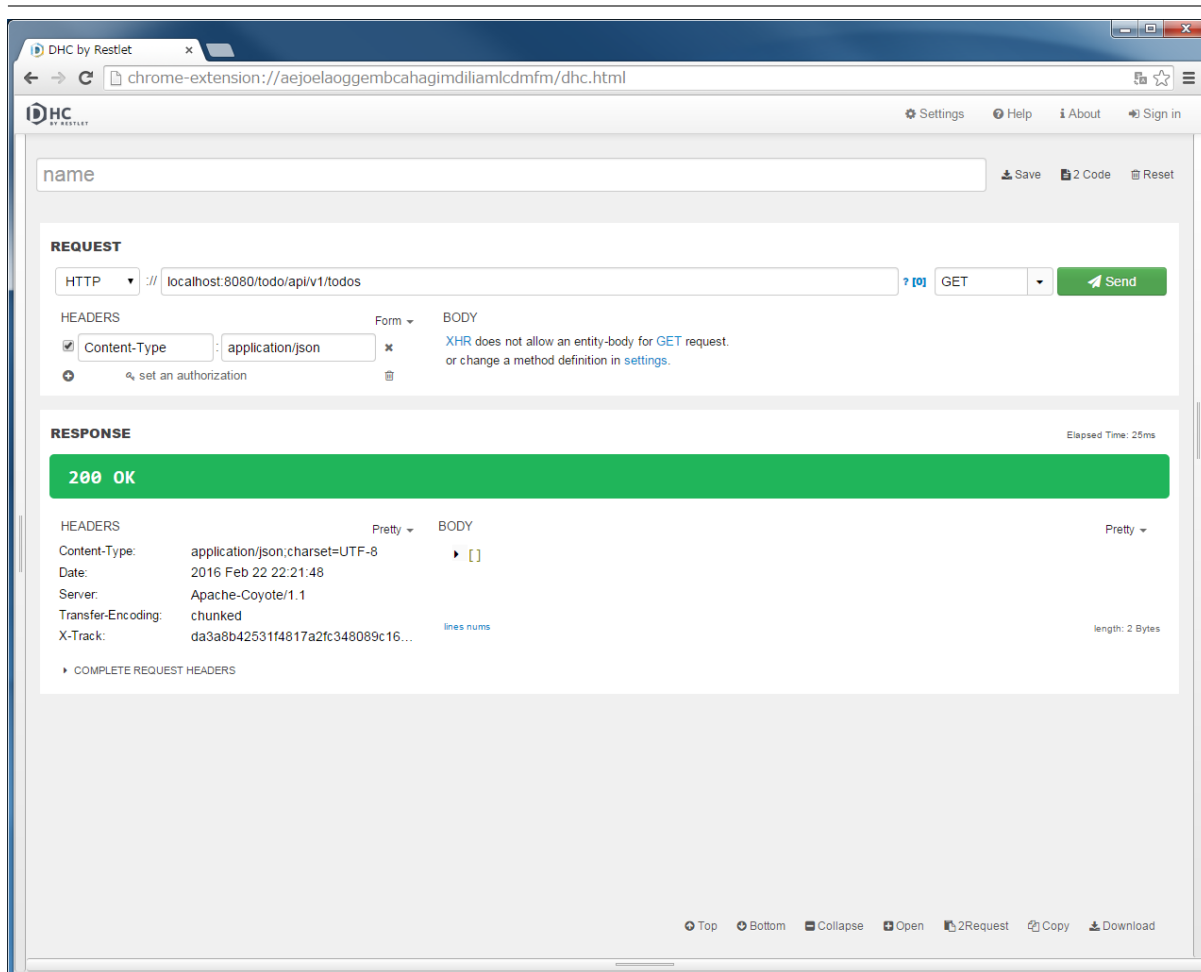 DHC by Restlet
chrome-extension://aejoelaoggembcahagimdiliamlcdmfm/dhc.html
DHC
BY RESTLET
Settings Help About Sign in
name
Save 2 Code Reset
REQUEST
HTTP :// localhost:8080/todo/api/v1/todos ? [0] GET Send
HEADERS Form BODY
Content-Type : application/json
XHR does not allow an entity-body for GET request.
or change a method definition in settings.
set an authorization
RESPONSE
Elapsed Time: 25ms
200 OK
HEADERS Pretty BODY Pretty
Content-Type: application/json;charset=UTF-8
[]
Date: 2016 Feb 22 22:21:48
Server: Apache-Coyote/1.1
Transfer-Encoding: chunked
X-Track: da3a8b42531f4817a2fc348089c16...
lines nums length: 2 Bytes
COMPLETE REQUEST HEADERS
Top Bottom Collapse Open 2Request Copy Download